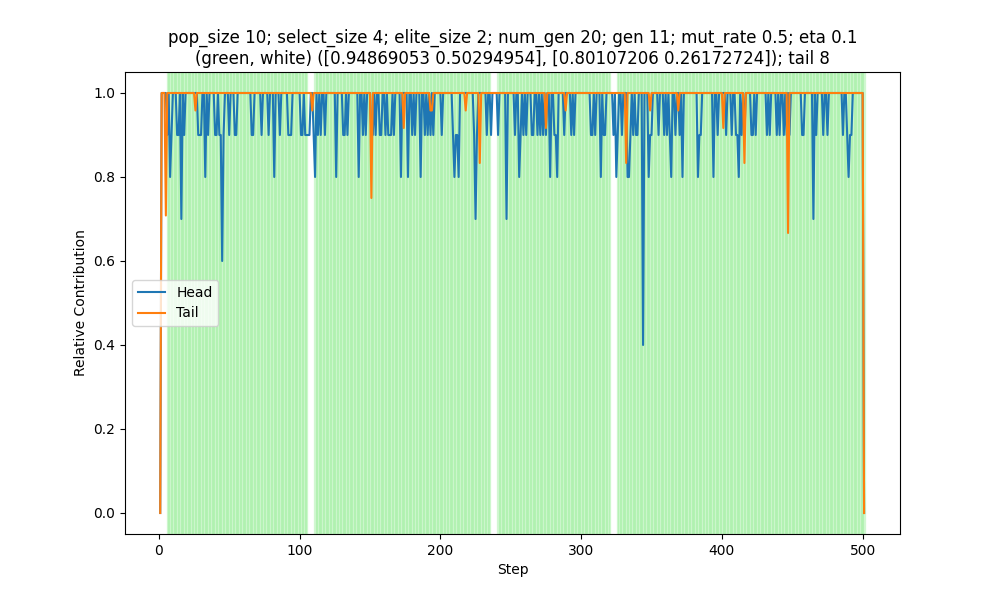 pop_size 10; select_size 4; elite_size 2; num_gen 20; gen 11; mut_rate 0.5; eta 0.1
(green, white) ([0.94869053 0.50294954], [0.80107206 0.26172724]); tail 8
1.0
0.8
0.6
0.4
0.2
0.0
Relative Contribution
Head
Tail
0
100
200
300
400
500
Step